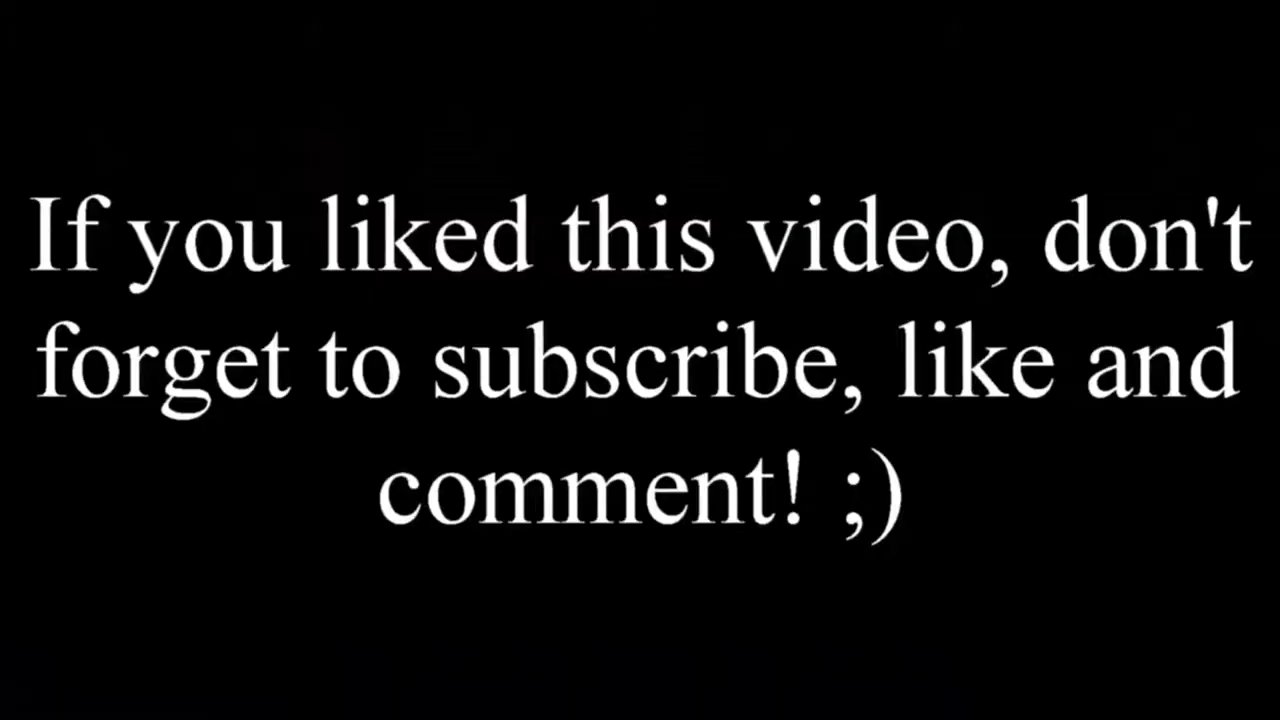 If you liked this video, don't
forget to subscribe, like and
comment! ;)